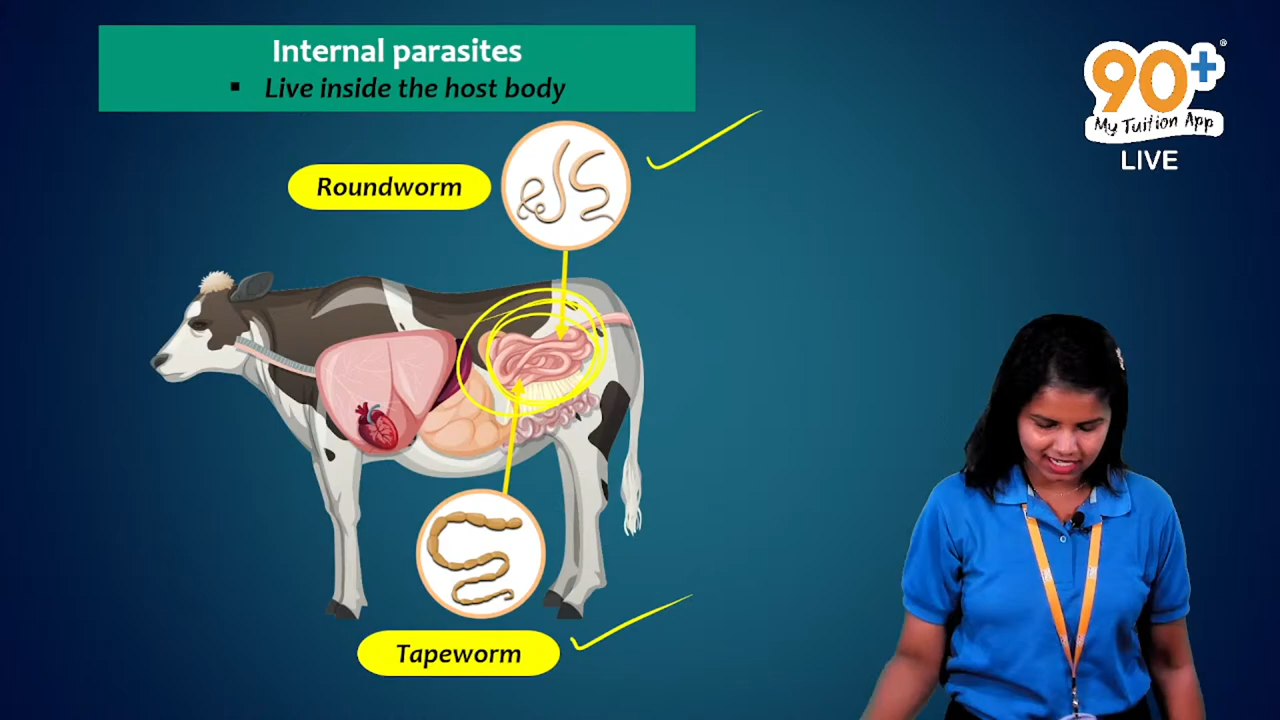 Internal parasites
▪ Live inside the host body
90+
My Tuition App
LIVE
Roundworm
Tapeworm